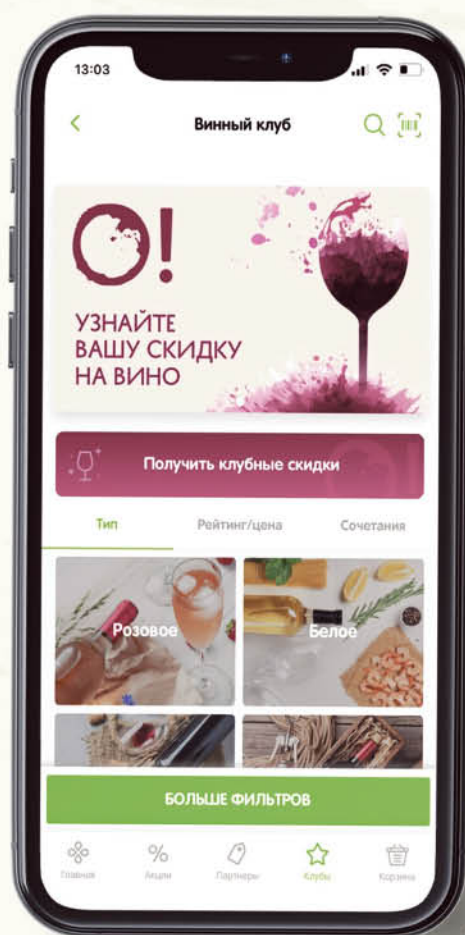 13:03
Винный клуб
O!
УЗНАЙТЕ
ВАШУ СКИДКУ
НА ВИНО
Получить клубные скидки
Тип Рейтинг/цена Сочетания
Розовое Белое
БОЛЬШЕ ФИЛЬТРОВ
Главная Акции Партнеры Клубы Корзина